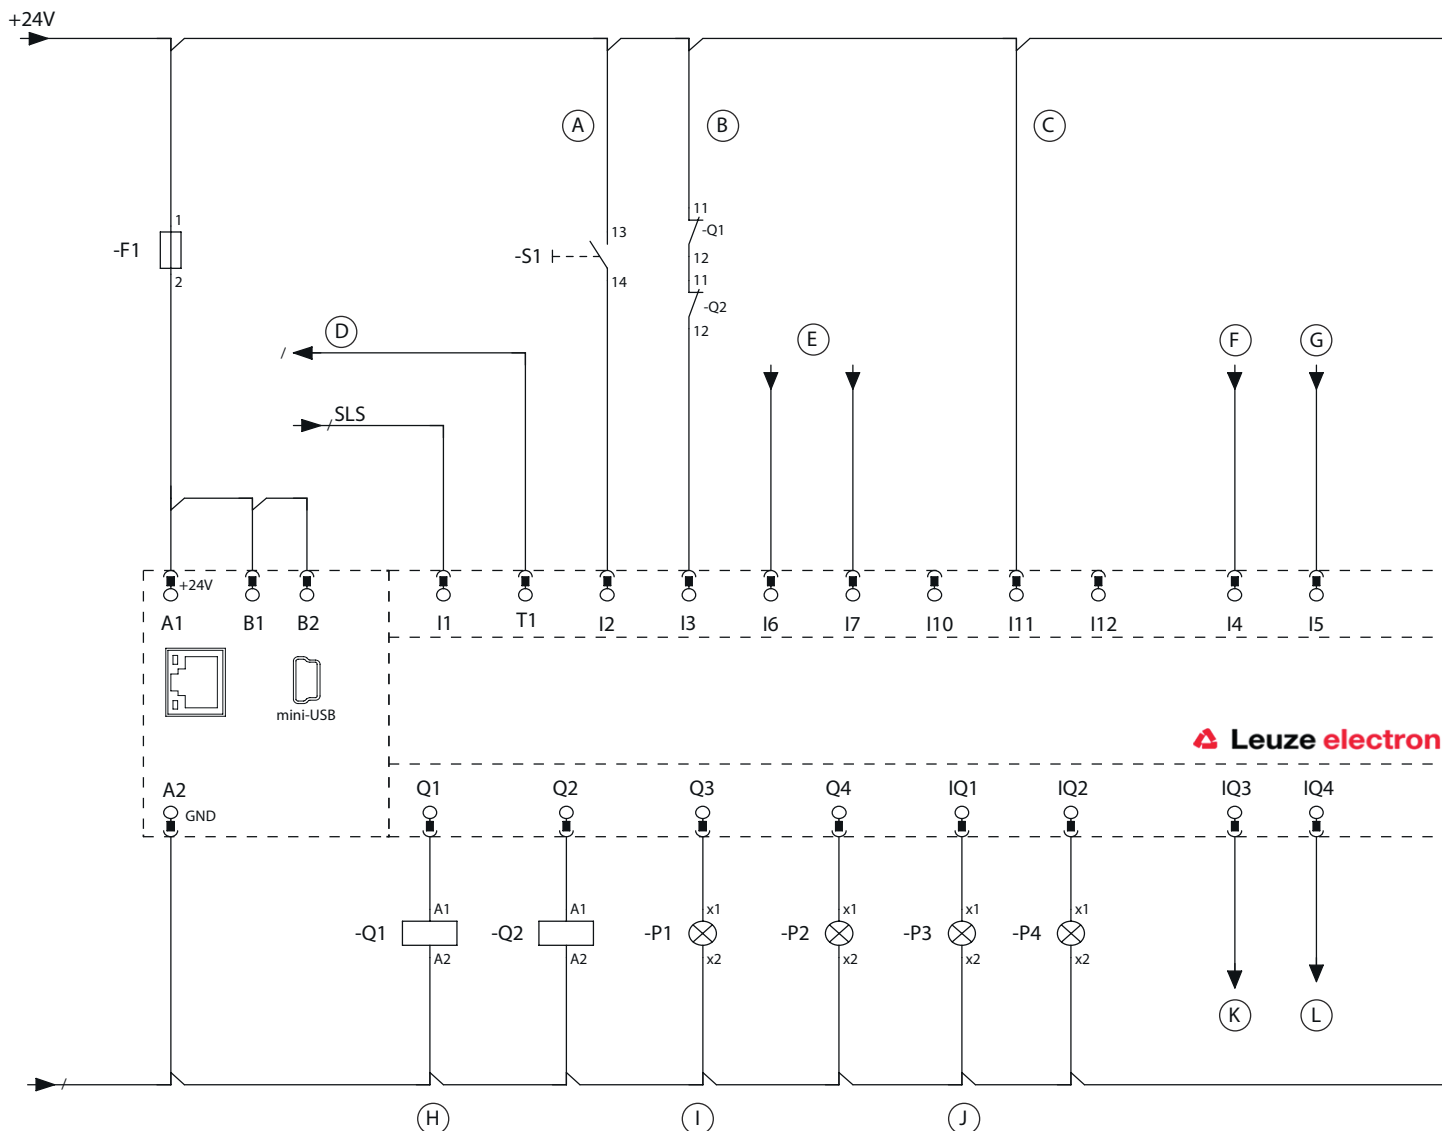 +24V
A
B
C
1
-F1
2
13
-S1
14
11
-Q1
12
11
-Q2
12
D
SLS
E
F
G
+24V
A1
B1
B2
I1
T1
I2
I3
I6
I7
I10
I11
I12
I4
I5
mini-USB
Leuze electron
A2
GND
Q1
Q2
Q3
Q4
IQ1
IQ2
IQ3
IQ4
A1
-Q1
A2
A1
-Q2
A2
x1
-P1
x2
x1
-P2
x2
x1
-P3
x2
x1
-P4
x2
K
L
H
I
J